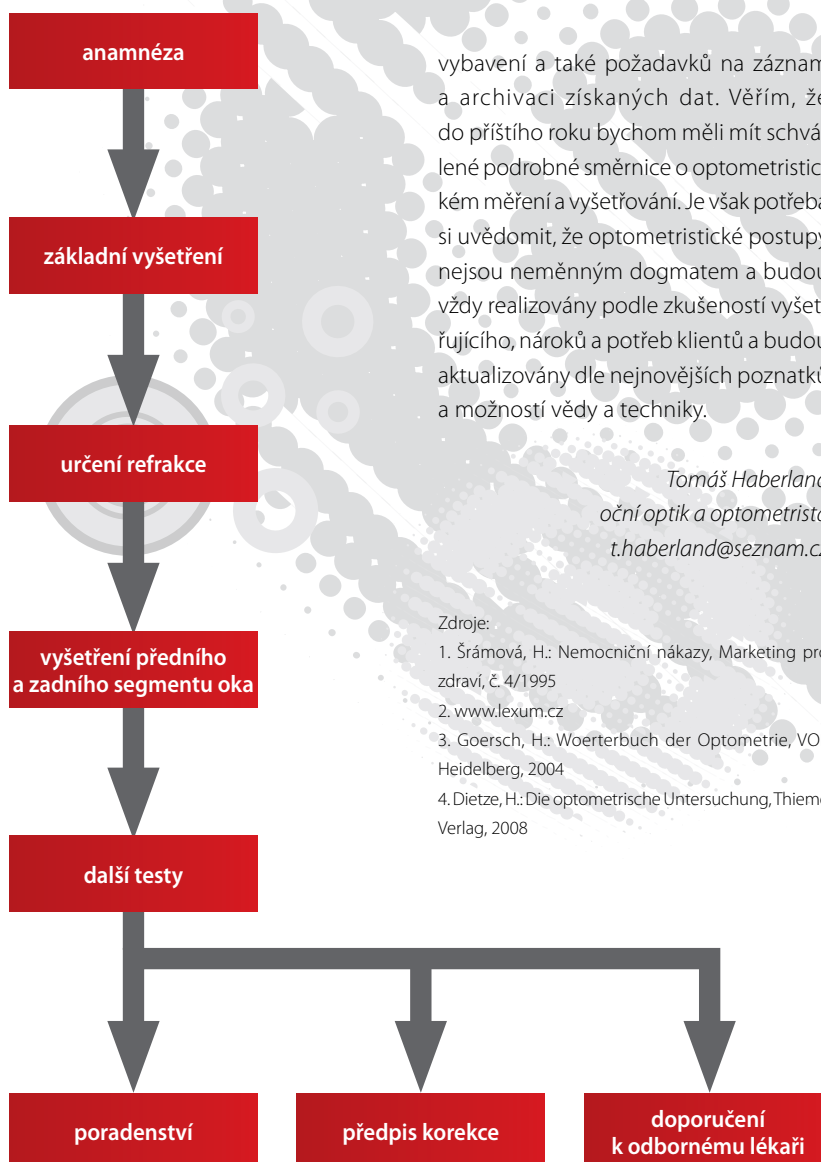 anamnéza
základní vyšetření
určení refrakce
vyšetření předního
a zadního segmentu oka
další testy
poradenství
předpis korekce
doporučení
k odbornému lékaři
vybavení a také požadavků na záznam
a archivaci získaných dat. Věřím, že
do příštího roku bychom měli mít schvá
lené podrobné směrnice o optometristic
kém měření a vyšetřování. Je však potřeba
si uvědomit, že optometristické postupy
nejsou neměnným dogmatem a budou
vždy realizovány podle zkušeností vyšet
řujícího, nároků a potřeb klientů a budou
aktualizovány dle nejnovějších poznatků
a možností vědy a techniky.
Tomáš Haberland
oční optik a optometrista
t.haberland@seznam.cz
Zdroje:
1. Šrámová, H.: Nemocniční nákazy, Marketing pro
zdraví, č. 4/1995
2. www.lexum.cz
3. Goersch, H.: Woerterbuch der Optometrie, VO
Heidelberg, 2004
4. Dietze, H.: Die optometrische Untersuchung, Thieme
Verlag, 2008